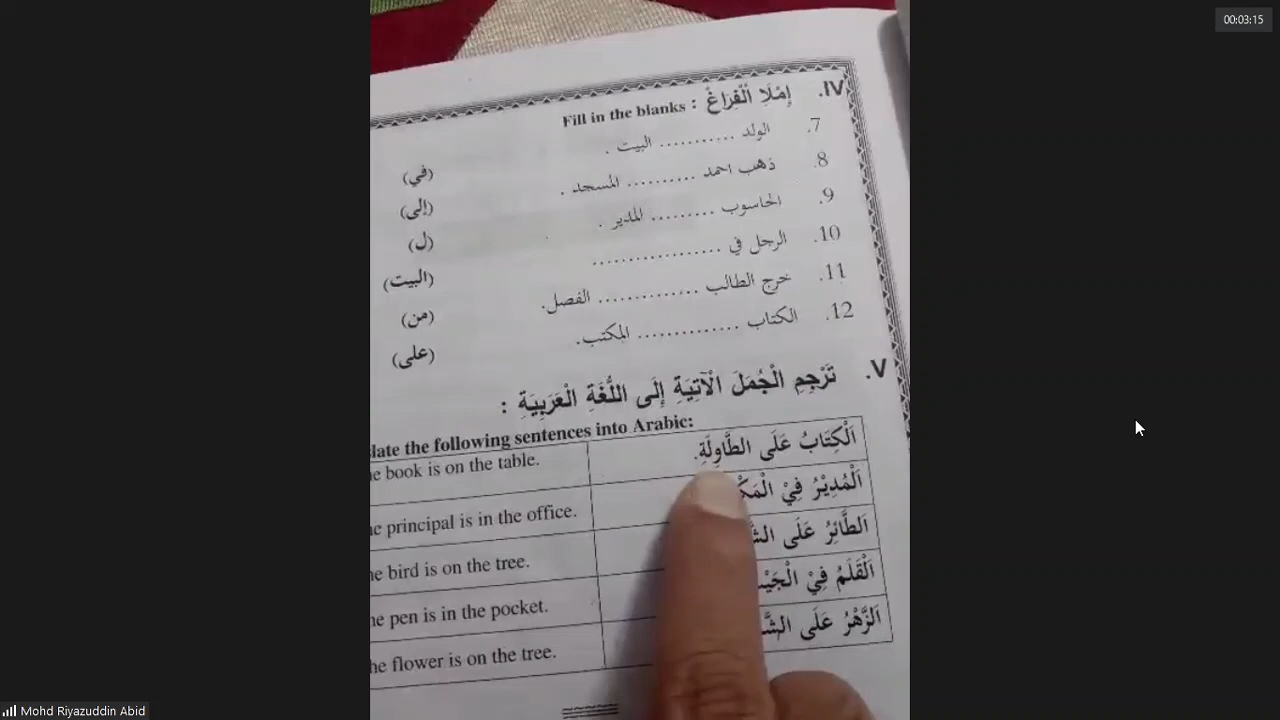 00:03:15
IV. إِمْلَا الْفِرَاغْ : Fill in the blanks :
7. الولد ........... البيت . (في)
8. ذهب احمد .......... المسجد . (إلى)
9. الحاسوب ......... المدير . (ل)
10. الرجل في .................. (البيت)
11. خرج الطالب .............. الفصل. (من)
12. الكتاب .............. المكتب. (على)
V. تَرْجِمِ الْجُمَلَ الْآتِيَةِ إِلَى اللُّغَةِ الْعَرَبِيَةِ :
the following sentences into Arabic:
اَلْكِتَابُ عَلَى الطَّاوِلَةِ. book is on the table.
اَلْمُدِيْرُ فِيْ principal is in the office.
اَلطَّائِرُ عَلَى bird is on the tree.
اَلْقَلَمُ فِيْ pen is in the pocket.
اَلزَّهْرُ عَلَى flower is on the tree.
Mohd Riyazuddin Abid